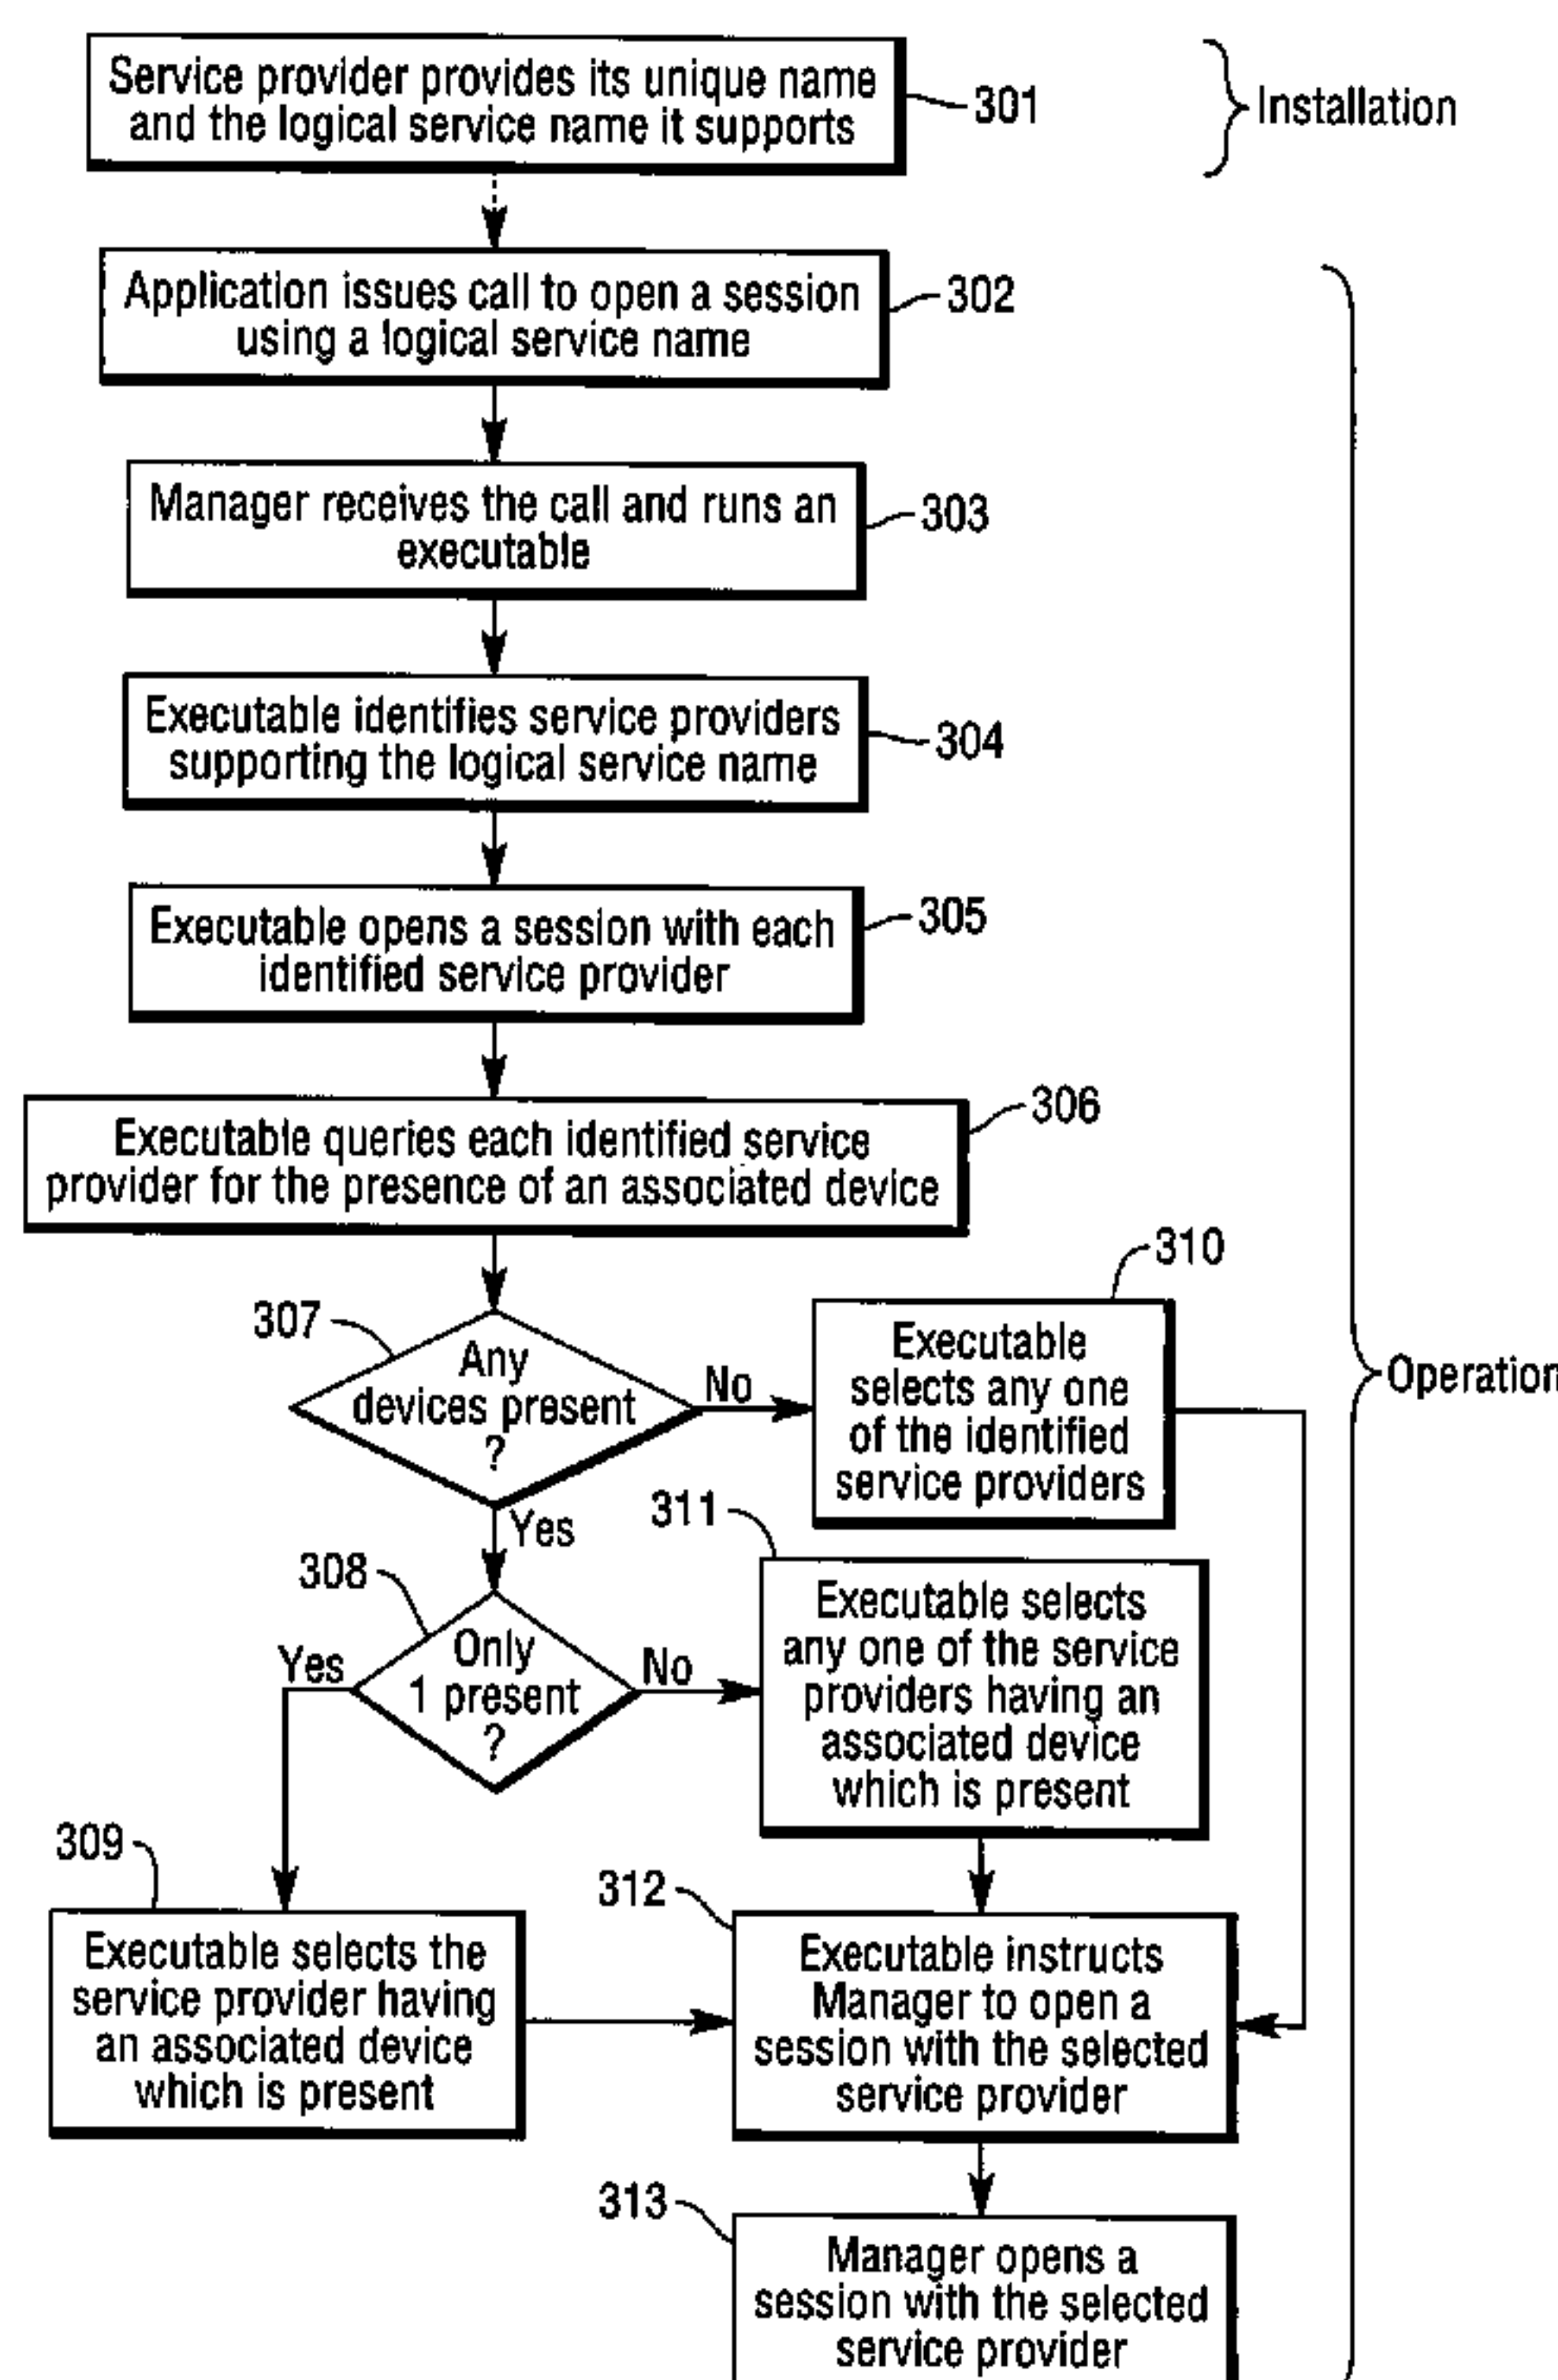 Service provider provides its unique name
and the logical service name it supports
301
Installation
Application issues call to open a session
using a logical service name
302
Manager receives the call and runs an
executable
303
Executable identifies service providers
supporting the logical service name
304
Executable opens a session with each
identified service provider
305
Executable queries each identified service
provider for the presence of an associated device
306
307
Any
devices present
?
No
Yes
310
Executable
selects any one
of the identified
service providers
Operation
308
Only
1 present
?
Yes
No
311
Executable selects
any one of the service
providers having an
associated device
which is present
309
Executable selects the
service provider having
an associated device
which is present
312
Executable instructs
Manager to open a
session with the selected
service provider
313
Manager opens a
session with the selected
service provider